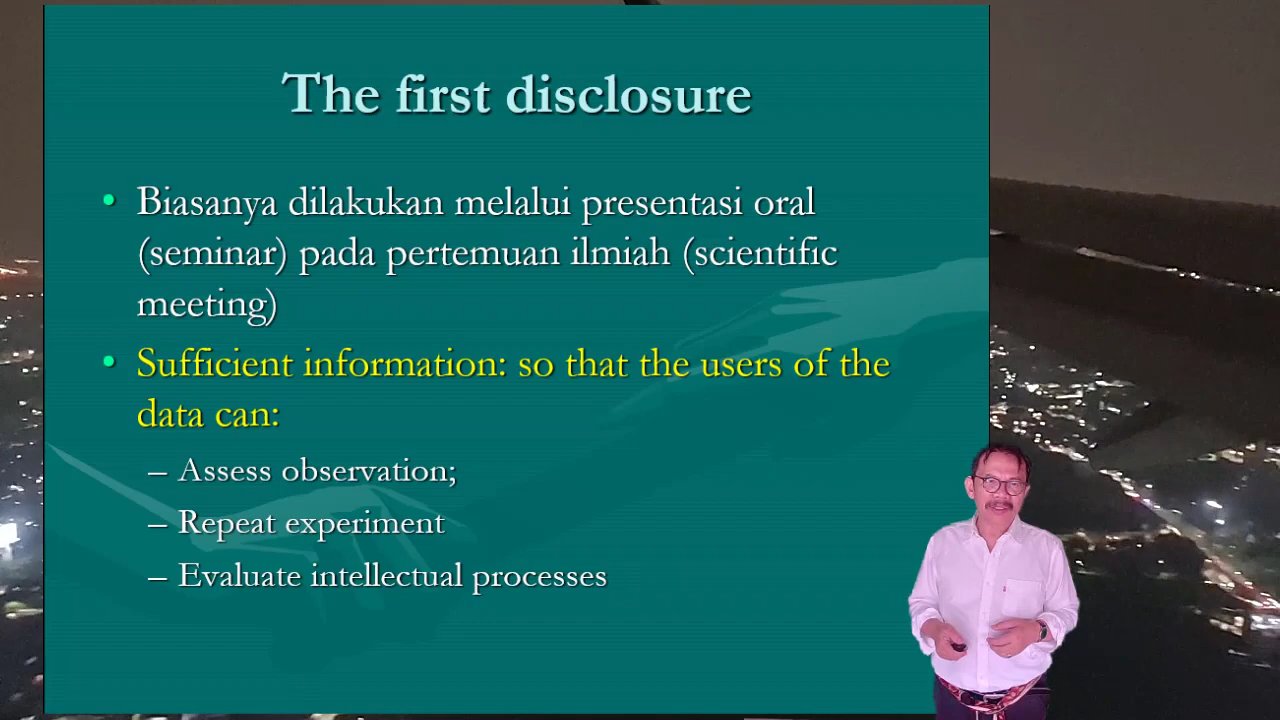 The first disclosure
• Biasanya dilakukan melalui presentasi oral
(seminar) pada pertemuan ilmiah (scientific
meeting)
• Sufficient information: so that the users of the
data can:
– Assess observation;
– Repeat experiment
– Evaluate intellectual processes